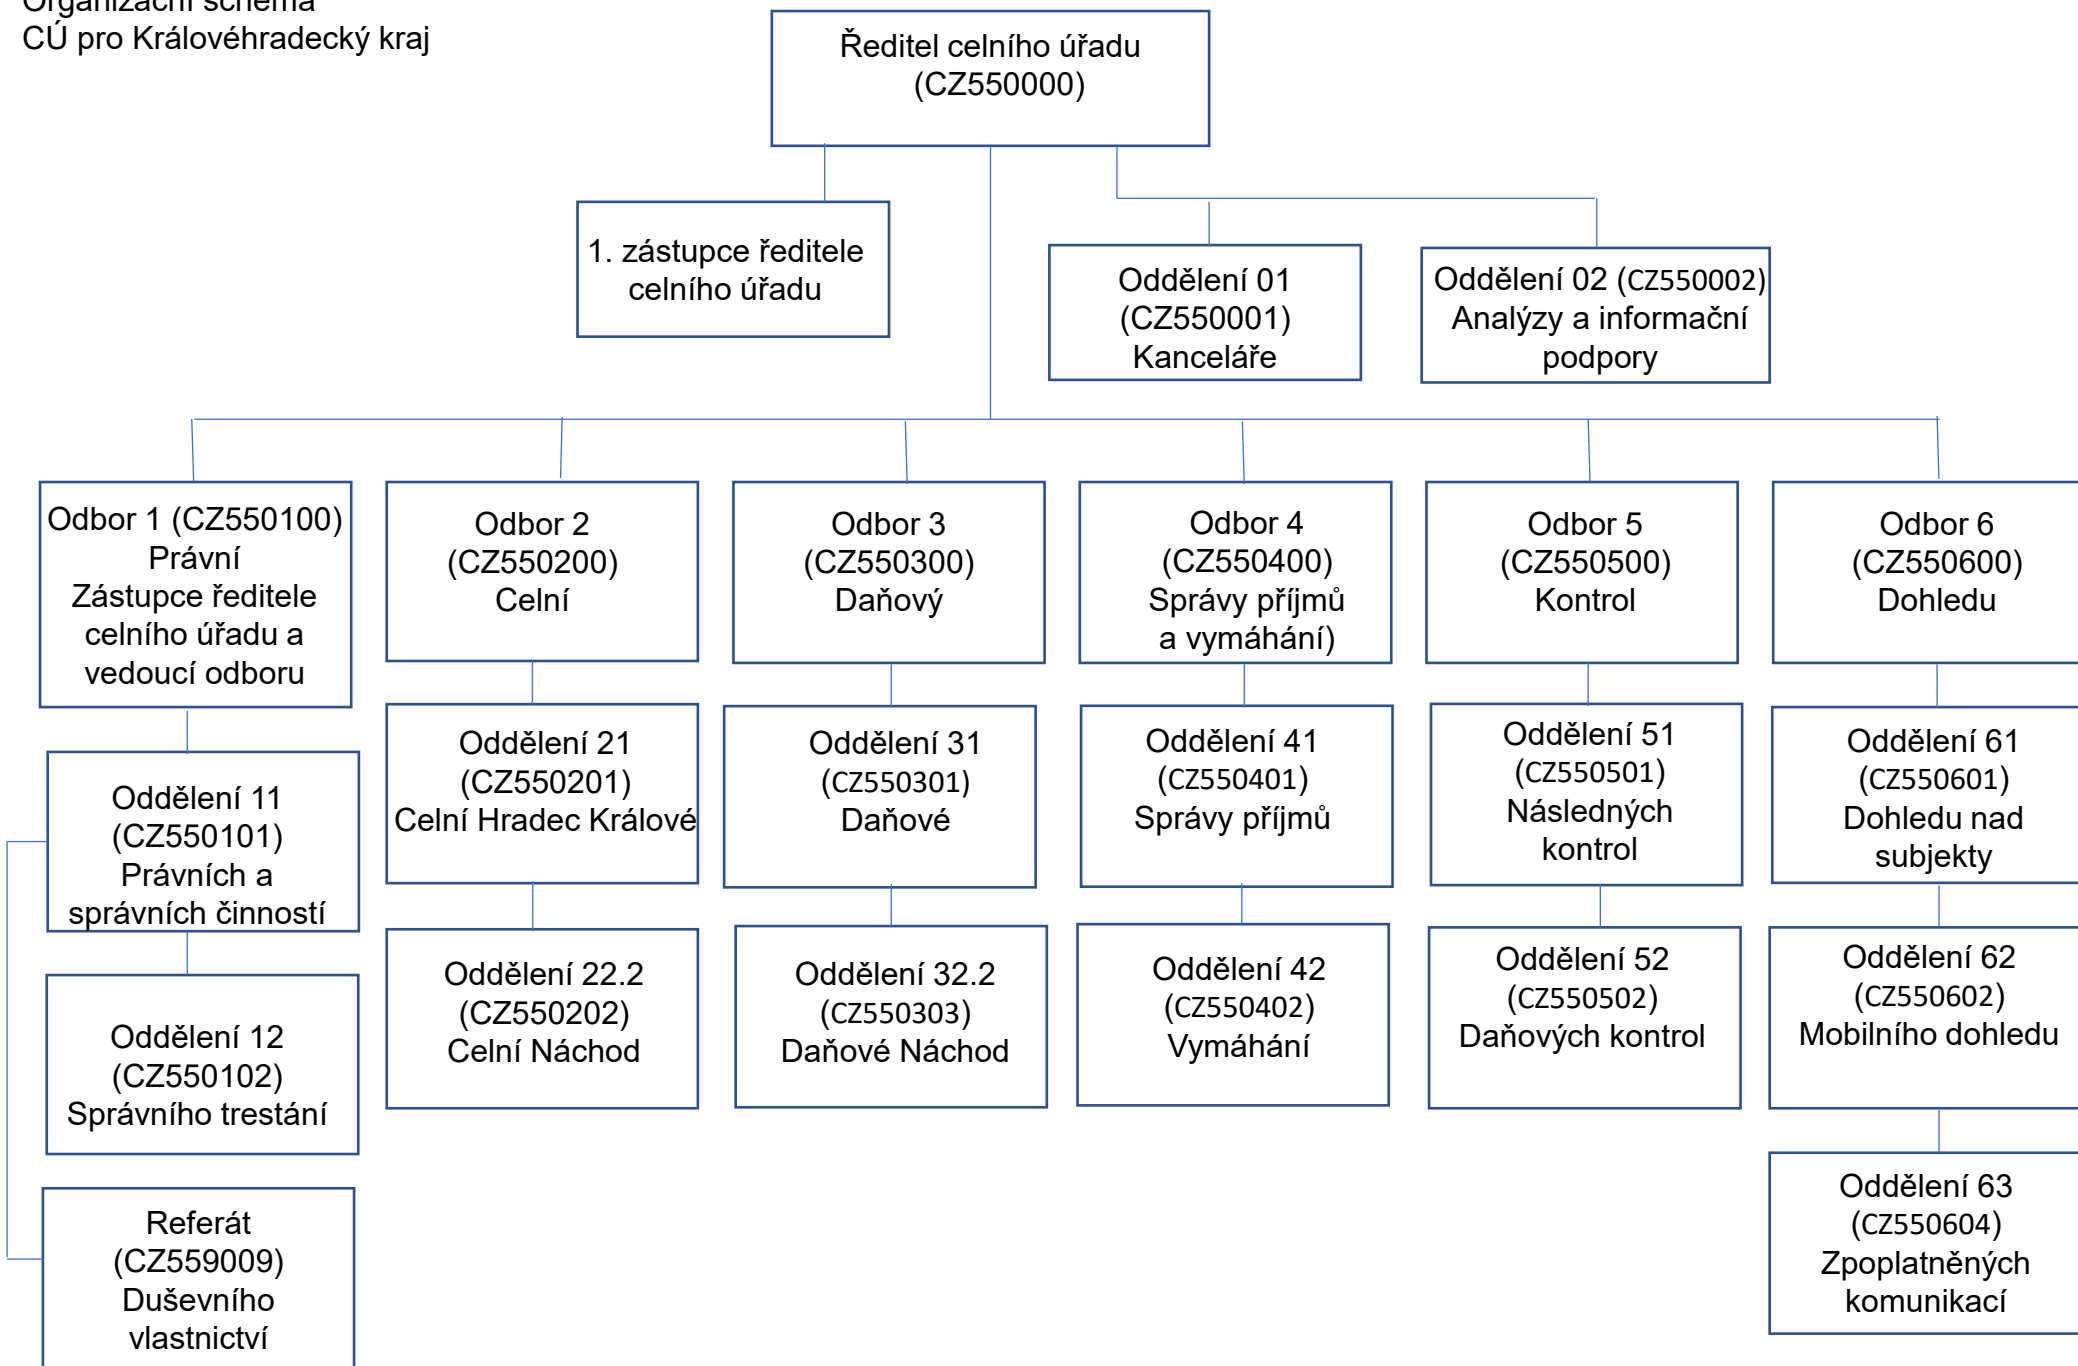 Organizační schéma
CÚ pro Královéhradecký kraj
Ředitel celního úřadu
(CZ550000)
1. zástupce ředitele
celního úřadu
Oddělení 01
(CZ550001)
Kanceláře
Oddělení 02 (CZ550002)
Analýzy a informační
podpory
Odbor 1 (CZ550100)
Právní
Zástupce ředitele
celního úřadu a
vedoucí odboru
Odbor 2
(CZ550200)
Celní
Odbor 3
(CZ550300)
Daňový
Odbor 4
(CZ550400)
Správy příjmů
a vymáhání)
Odbor 5
(CZ550500)
Kontrol
Odbor 6
(CZ550600)
Dohledu
Oddělení 11
(CZ550101)
Právních a
správních činností
Oddělení 21
(CZ550201)
Celní Hradec Králové
Oddělení 31
(CZ550301)
Daňové
Oddělení 41
(CZ550401)
Správy příjmů
Oddělení 51
(CZ550501)
Následných
kontrol
Oddělení 61
(CZ550601)
Dohledu nad
subjekty
Oddělení 12
(CZ550102)
Správního trestání
Oddělení 22.2
(CZ550202)
Celní Náchod
Oddělení 32.2
(CZ550303)
Daňové Náchod
Oddělení 42
(CZ550402)
Vymáhání
Oddělení 52
(CZ550502)
Daňových kontrol
Oddělení 62
(CZ550602)
Mobilního dohledu
Referát
(CZ559009)
Duševního
vlastnictví
Oddělení 63
(CZ550604)
Zpoplatněných
komunikací